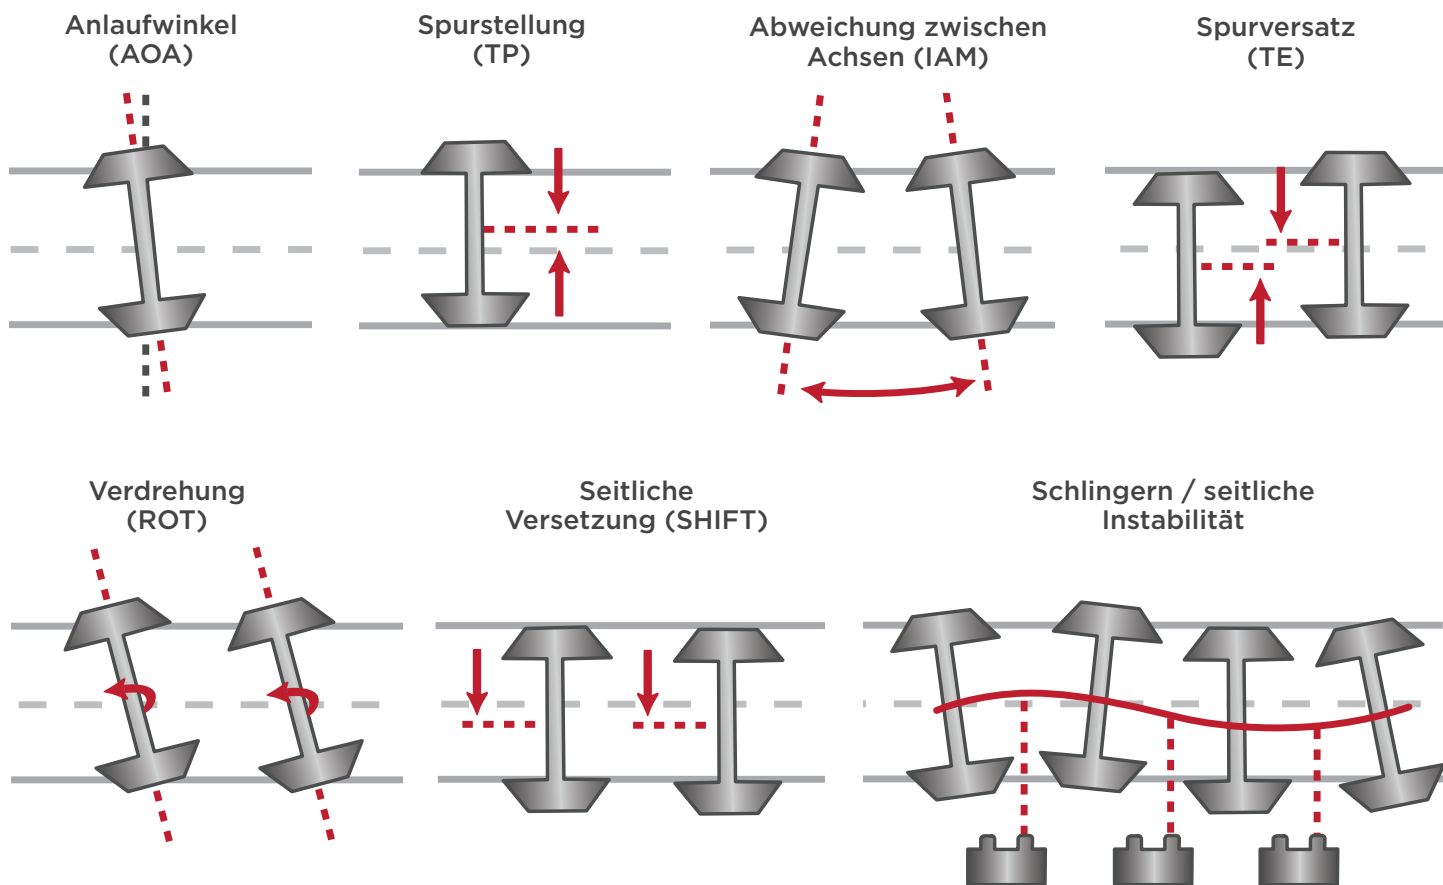 Anlaufwinkel
(AOA)
Spurstellung
(TP)
Abweichung zwischen
Achsen (IAM)
Spurversatz
(TE)
Verdrehung
(ROT)
Seitliche
Versetzung (SHIFT)
Schlingern / seitliche
Instabilität